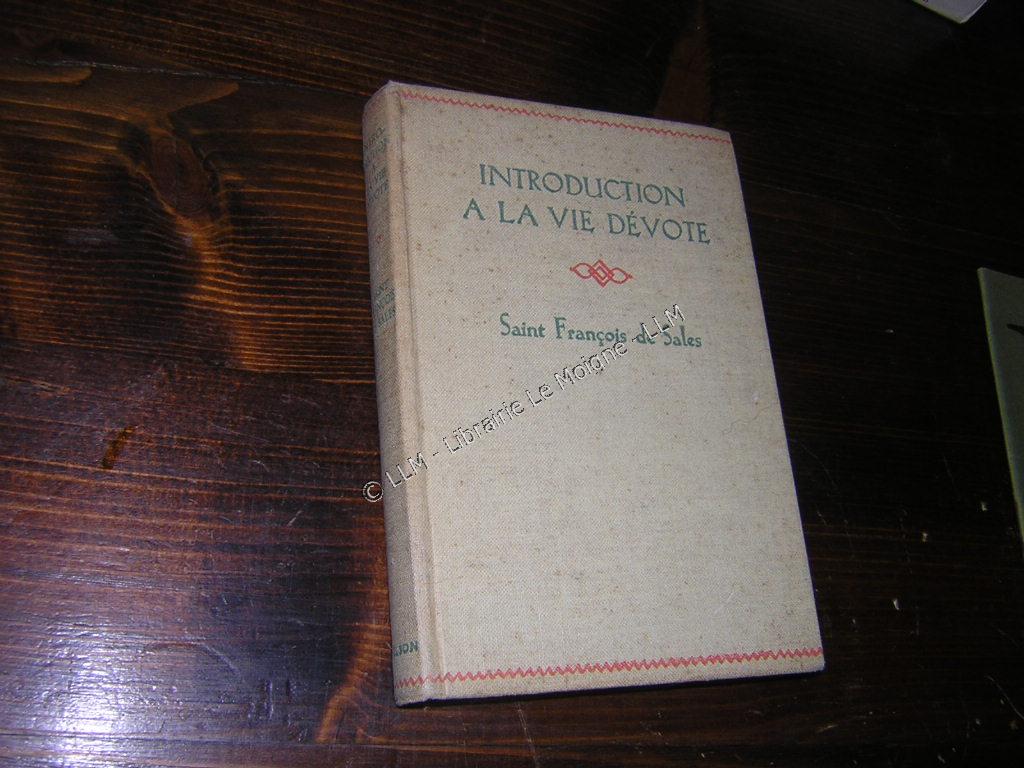 INTRODUCTION
A LA VIE DÉVOTE
Saint François de Sales
© LLM - Librairie Le Moigne - LLM